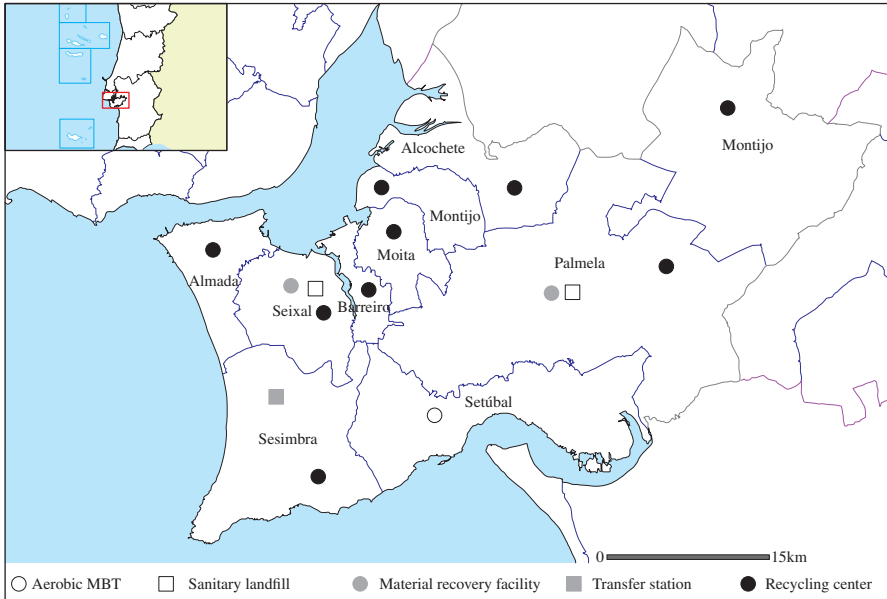 Alcochete
Montijo
Montijo
Moita
Palmela
Almada
Seixal
Barreiro
Setúbal
Sesimbra
0 15km
Aerobic MBT Sanitary landfill Material recovery facility Transfer station Recycling center